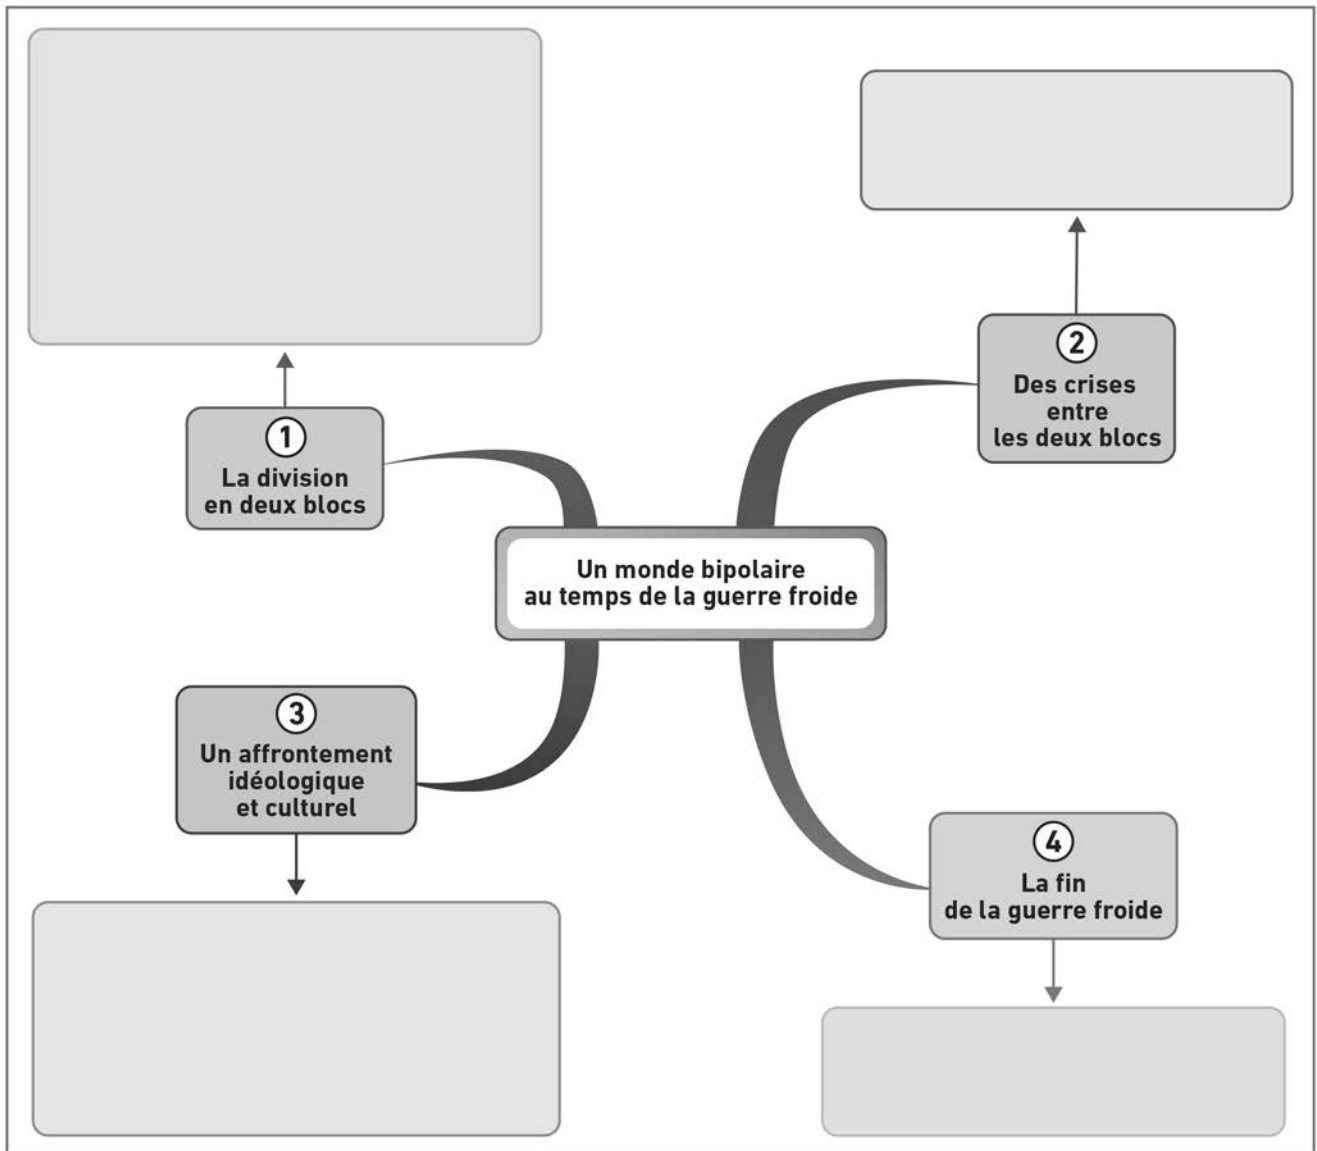 1
La division
en deux blocs
2
Des crises
entre
les deux blocs
Un monde bipolaire
au temps de la guerre froide
3
Un affrontement
idéologique
et culturel
4
La fin
de la guerre froide